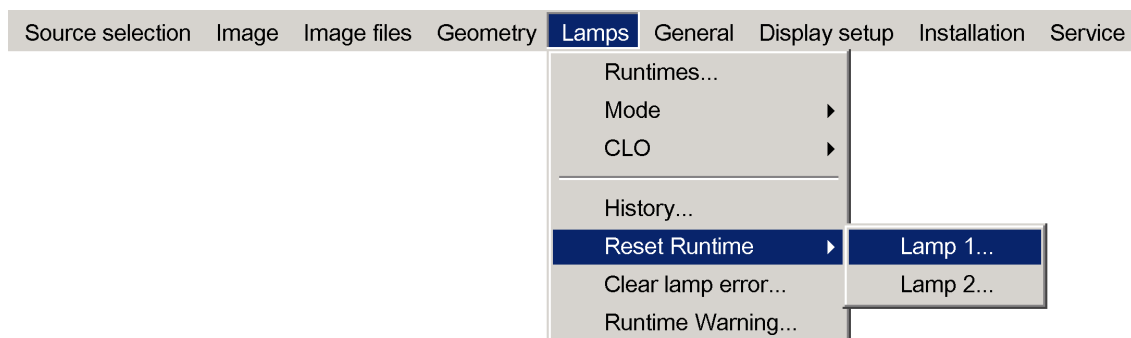 Source selection Image Image files Geometry Lamps General Display setup Installation Service
Runtimes...
Mode
CLO
History...
Reset Runtime Lamp 1...
Clear lamp error... Lamp 2...
Runtime Warning...